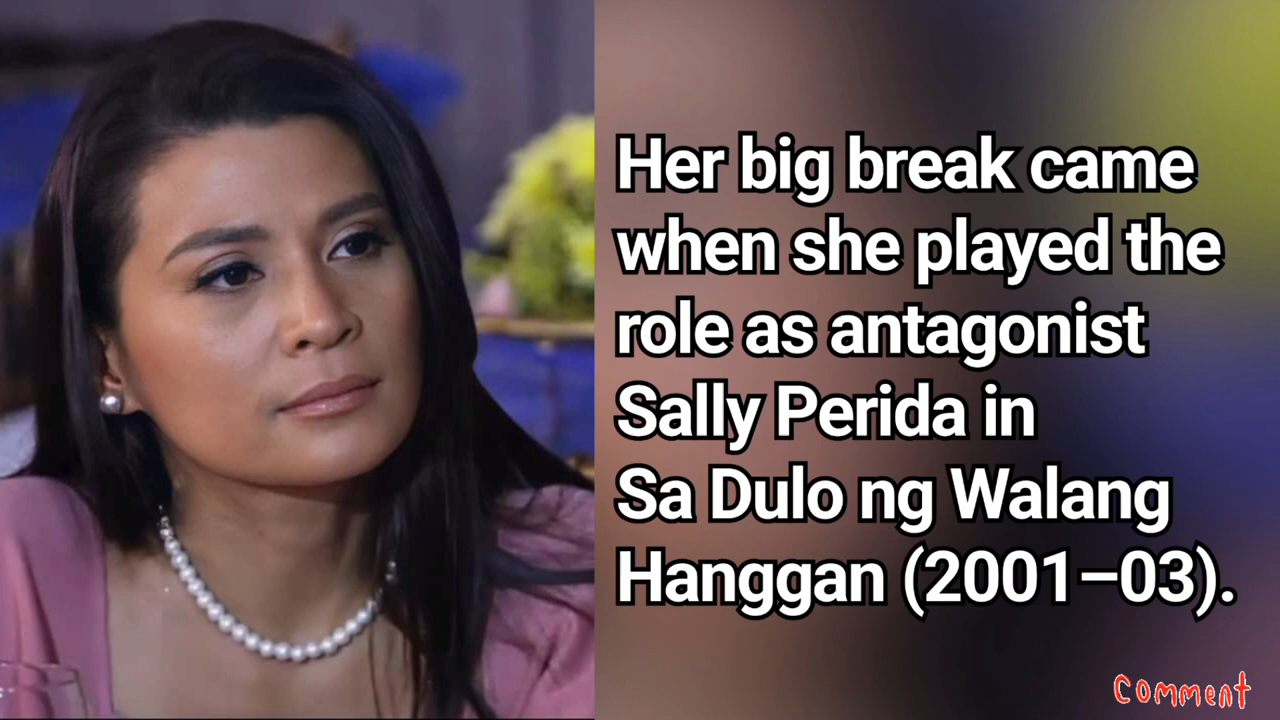 Her big break came
when she played the
role as antagonist
Sally Perida in
Sa Dulo ng Walang
Hanggan (2001–03).
Comment